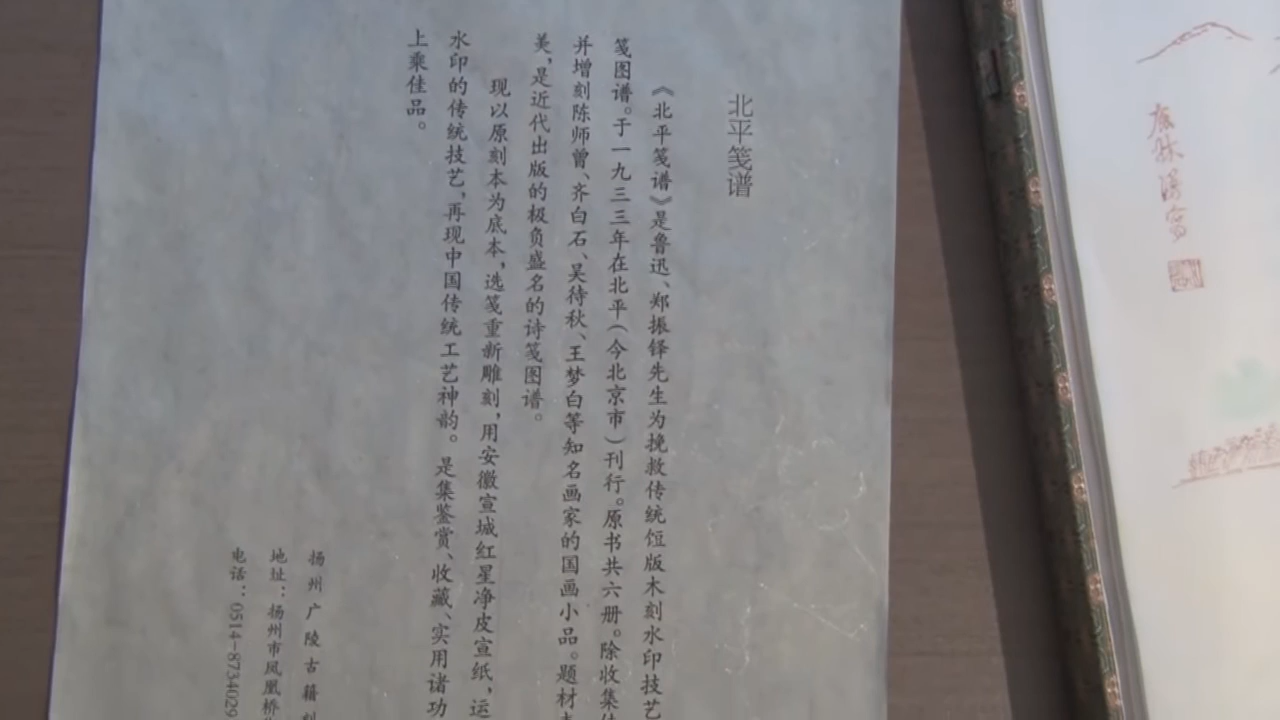 北平笺谱
《北平笺谱》是鲁迅、郑振铎先生为挽救传统短版木刻水印技艺
笺图谱。于一九三三年在北平(今北京市)刊行。原书共六册。除收集
并增刻陈师曾、齐白石、吴待秋、王梦白等知名画家的国画小品。题材
美,是近代出版的极负盛名的诗笺图谱。
现以原刻本为底本,选笺重新雕刻,用安徽宣城红星净皮宣纸,运
水印的传统技艺,再现中国传统工艺神韵。是集鉴赏、收藏、实用诸功
上乘佳品。
扬州广陵古籍刻
地址:扬州市凤凰桥
电话:0514-8734029